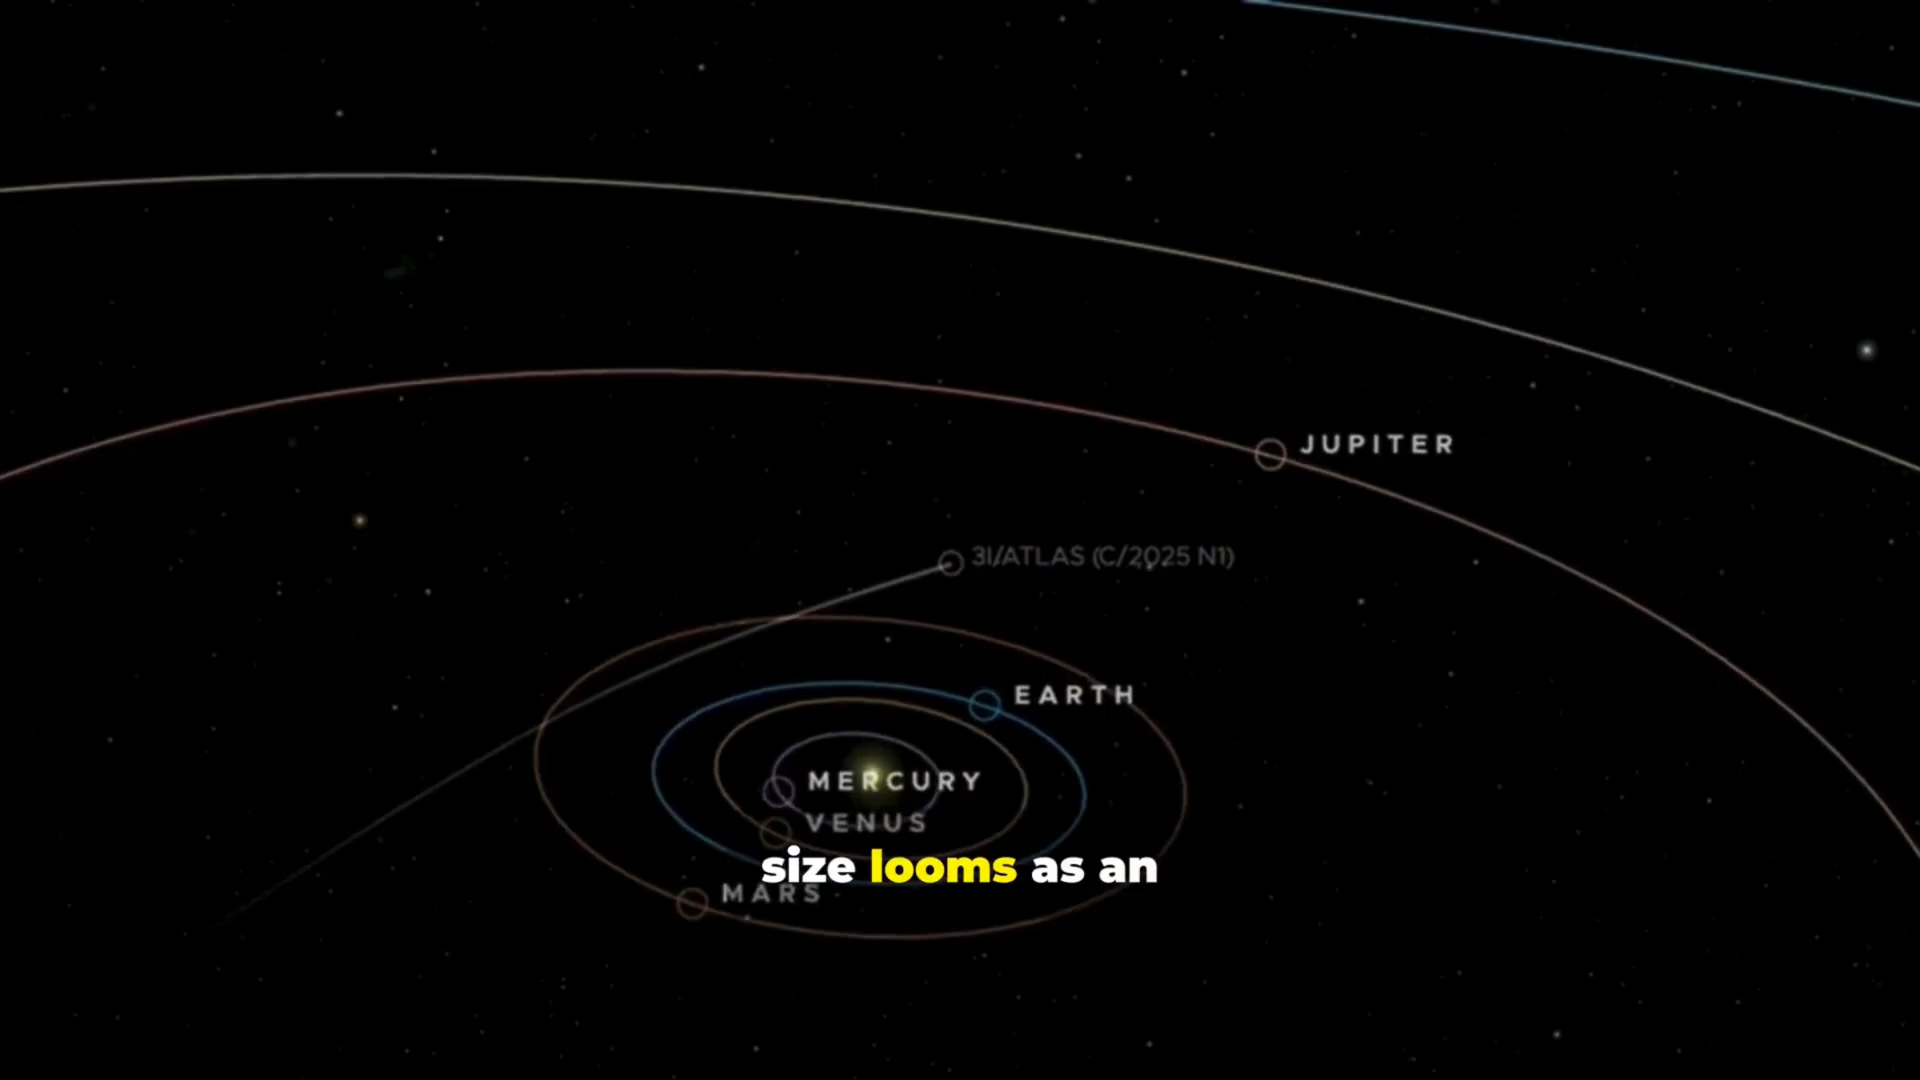 JUPITER
3I/ATLAS (C/2025 N1)
EARTH
MERCURY
VENUS
size looms as an
MARS